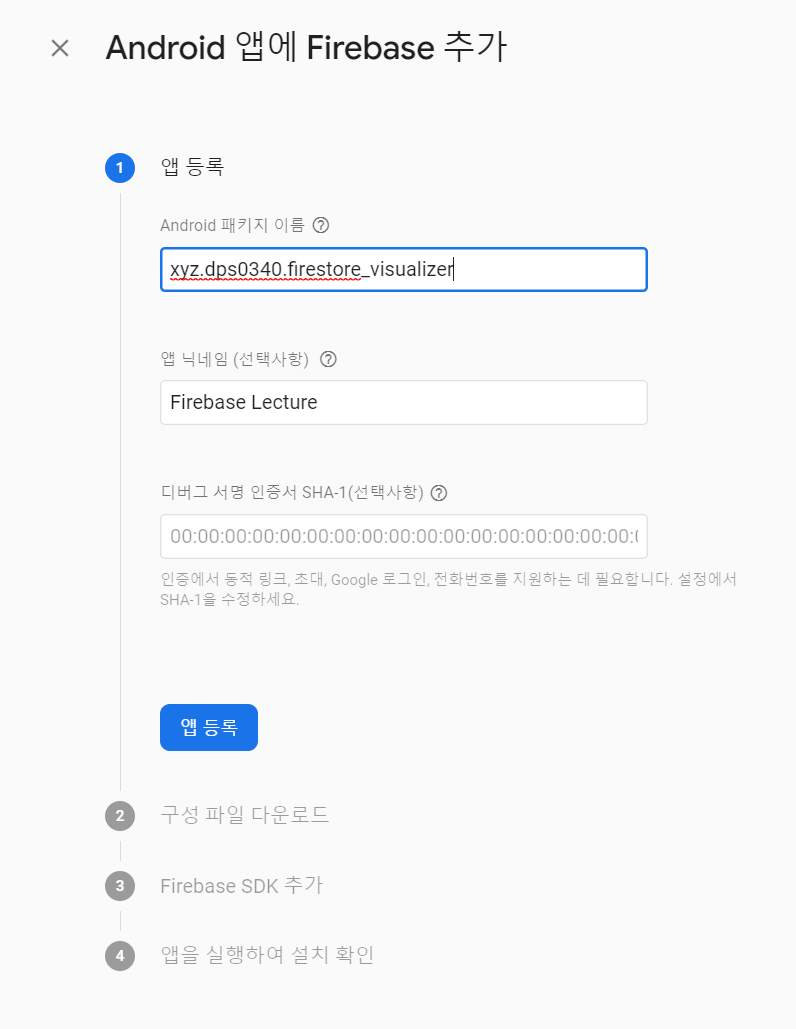 Android 앱에 Firebase 추가
1 앱 등록
Android 패키지 이름 ?
xyz.dps0340.firestore_visualizer
앱 닉네임 (선택사항) ?
Firebase Lecture
디버그 서명 인증서 SHA-1(선택사항) ?
00:00:00:00:00:00:00:00:00:00:00:00:00:00:00:00:00:
인증에서 동적 링크, 초대, Google 로그인, 전화번호를 지원하는 데 필요합니다. 설정에서
SHA-1을 수정하세요.
앱 등록
2 구성 파일 다운로드
3 Firebase SDK 추가
4 앱을 실행하여 설치 확인